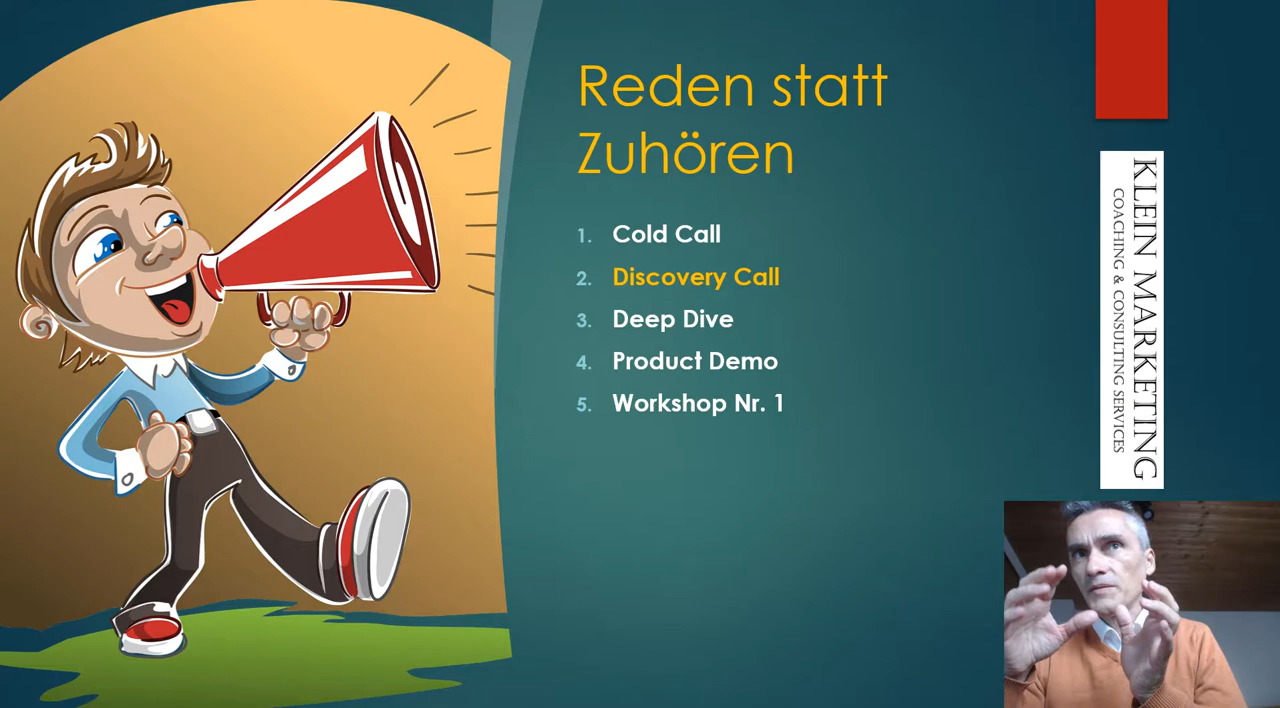 Reden statt
Zuhören
1. Cold Call
2. Discovery Call
3. Deep Dive
4. Product Demo
5. Workshop Nr. 1
KLEIN MARKETING
COACHING & CONSULTING SERVICES